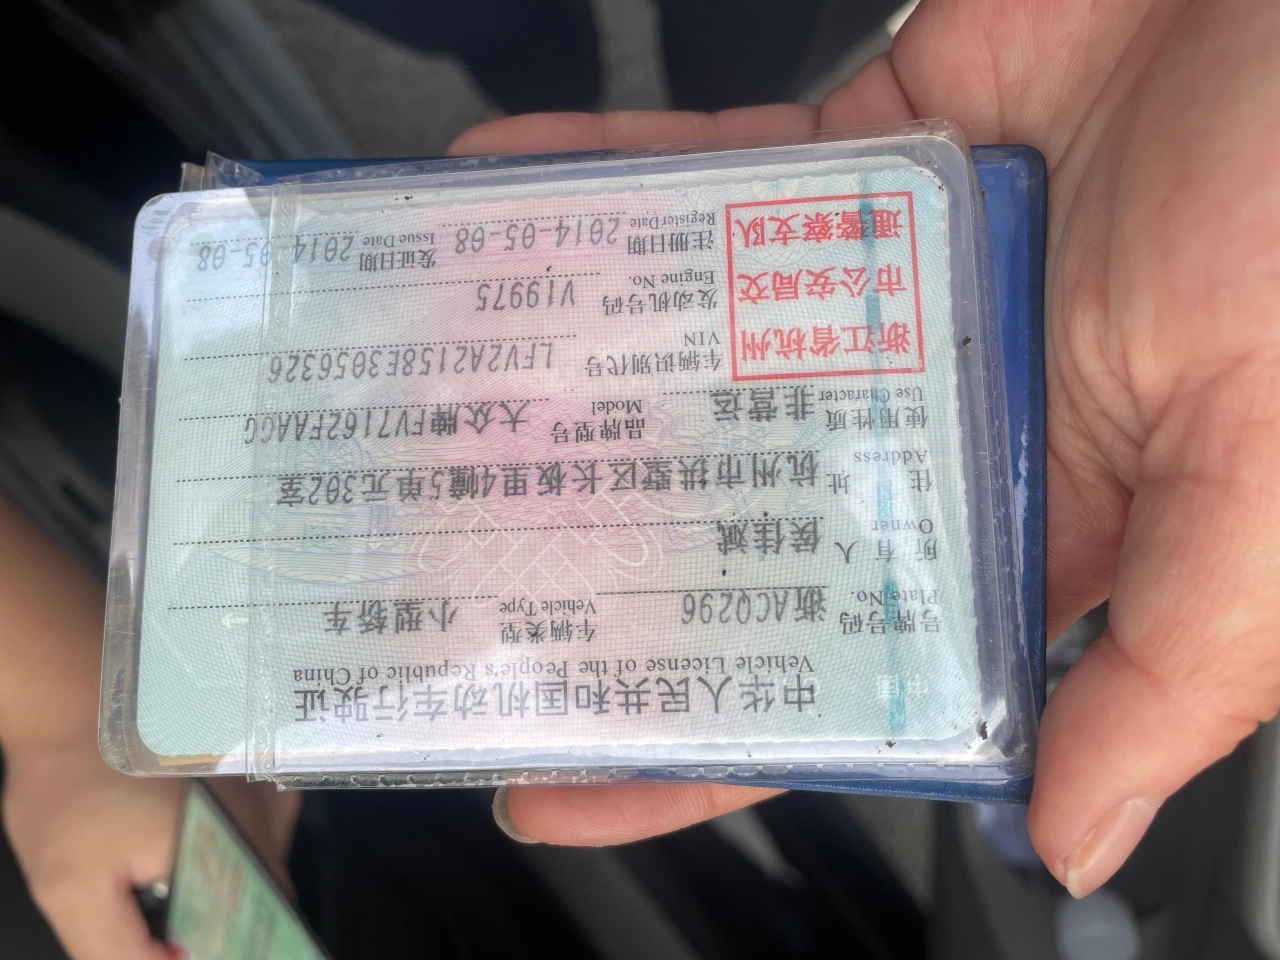 中华人民共和国机动车行驶证
Vehicle License of the People's Republic of China
号牌号码 浙ACQ296 车辆类型 小型轿车
Plate No. Vehicle Type
所有人 侯佳斌
Owner
住址 杭州市拱墅区长板里4幢5单元302室
Address
使用性质 非营运 品牌型号 大众牌FV7162FAAGG
Use Character Model
浙江省杭州
市公安局交
通警察支队
车辆识别代号 LFV2A2158E3056326
VIN
发动机号码 V19975
Engine No.
注册日期 2014-05-08 发证日期 2014-05-08
Register Date Issue Date
中国